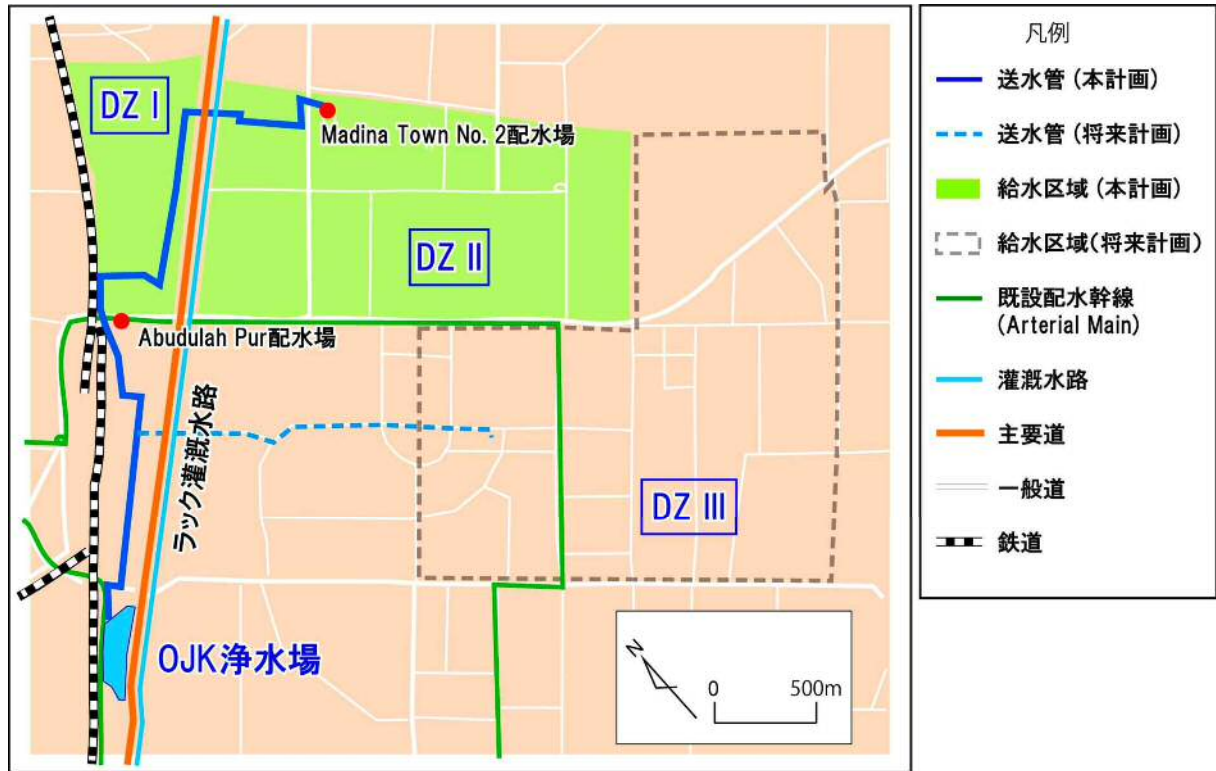 DZ I
Madina Town No. 2配水場
DZ II
Abudulah Pur配水場
ラック灌漑水路
DZ III
OJK浄水場
N
0 500m
凡例
送水管 (本計画)
送水管 (将来計画)
給水区域 (本計画)
給水区域(将来計画)
既設配水幹線
(Arterial Main)
灌漑水路
主要道
一般道
鉄道